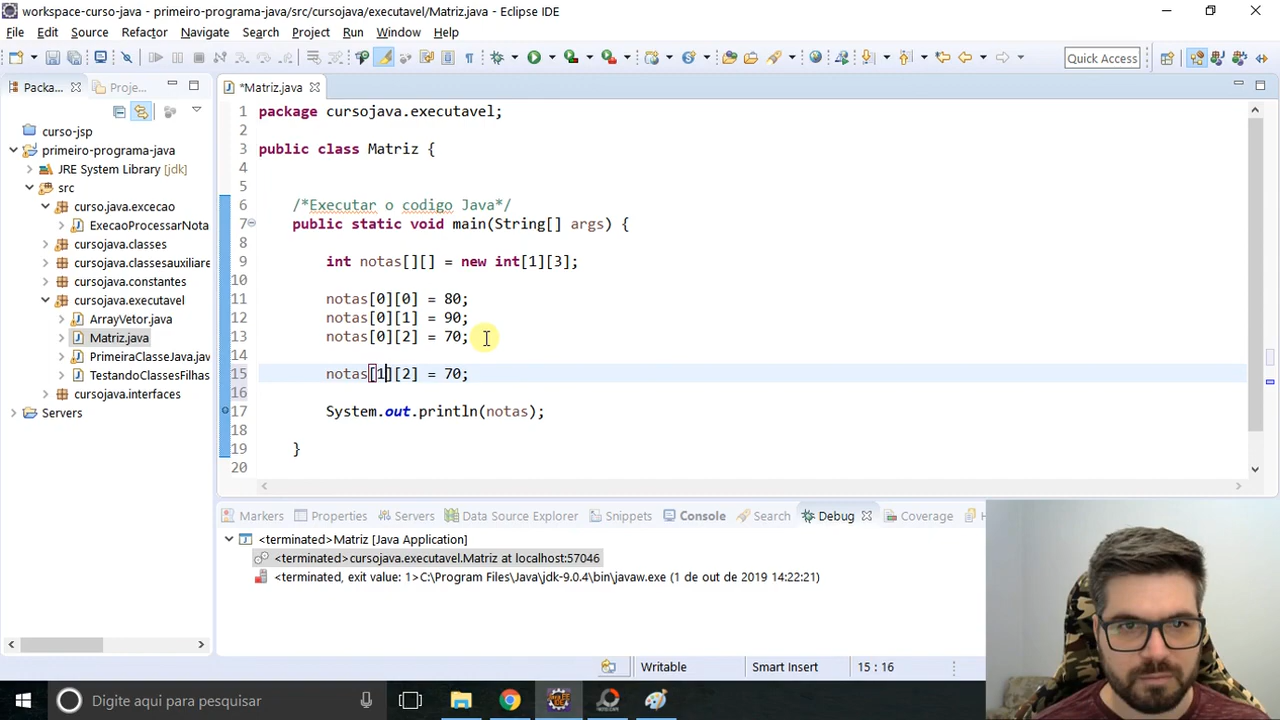 workspace-curso-java - primeiro-programa-java/src/cursojava/executavel/Matriz.java - Eclipse IDE
File Edit Source Refactor Navigate Search Project Run Window Help
Quick Access
Packa...
Proje...
*Matriz.java
curso-jsp
primeiro-programa-java
JRE System Library [jdk]
src
curso.java.excecao
ExecaoProcessarNota
cursojava.classes
cursojava.classesauxiliare
cursojava.constantes
cursojava.executavel
ArrayVetor.java
Matriz.java
PrimeiraClasseJava.jav
TestandoClassesFilhas
cursojava.interfaces
Servers
1 package cursojava.executavel;
2
3 public class Matriz {
4
5
6 /*Executar o codigo Java*/
7 public static void main(String[] args) {
8
9 int notas[][] = new int[1][3];
10
11 notas[0][0] = 80;
12 notas[0][1] = 90;
13 notas[0][2] = 70;
14
15 notas[1][2] = 70;
16
17 System.out.println(notas);
18
19 }
20
Markers Properties Servers Data Source Explorer Snippets Console Search Debug Coverage
<terminated>Matriz [Java Application]
<terminated>cursojava.executavel.Matriz at localhost:57046
<terminated, exit value: 1>C:\Program Files\Java\jdk-9.0.4\bin\javaw.exe (1 de out de 2019 14:22:21)
Writable Smart Insert 15 : 16
Digite aqui para pesquisar